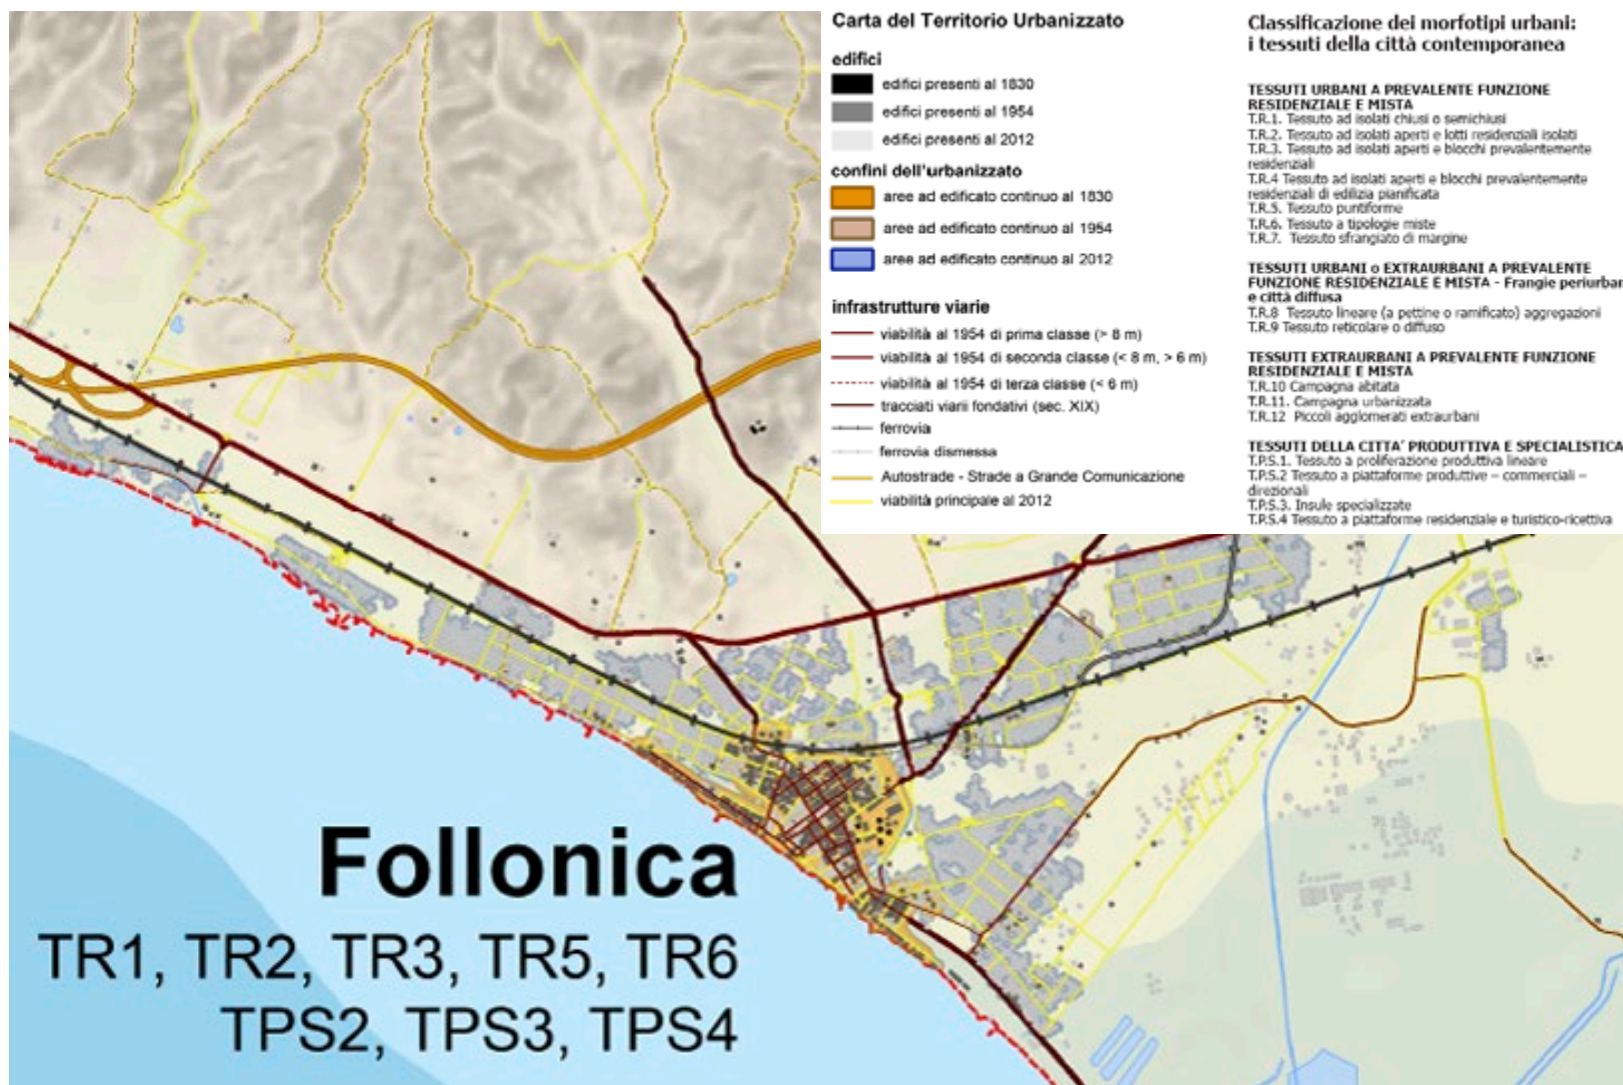 Carta del Territorio Urbanizzato
edifici
edifici presenti al 1830
edifici presenti al 1954
edifici presenti al 2012
confini dell'urbanizzato
aree ad edificato continuo al 1830
aree ad edificato continuo al 1954
aree ad edificato continuo al 2012
infrastrutture viarie
viabilità al 1954 di prima classe (> 8 m)
viabilità al 1954 di seconda classe (< 8 m, > 6 m)
viabilità al 1954 di terza classe (< 6 m)
tracciati viarii fondativi (sec. XIX)
ferrovia
ferrovia dismessa
Autostrade - Strade a Grande Comunicazione
viabilità principale al 2012
Classificazione dei morfotipi urbani:
i tessuti della città contemporanea
TESSUTI URBANI A PREVALENTE FUNZIONE
RESIDENZIALE E MISTA
T.R.1. Tessuto ad isolati chiusi o semichiusi
T.R.2. Tessuto ad isolati aperti e lotti residenziali isolati
T.R.3. Tessuto ad isolati aperti e blocchi prevalentemente
residenziali
T.R.4 Tessuto ad isolati aperti e blocchi prevalentemente
residenziali di edilizia pianificata
T.R.5. Tessuto puntiforme
T.R.6. Tessuto a tipologie miste
T.R.7. Tessuto sfrangiato di margine
TESSUTI URBANI o EXTRAURBANI A PREVALENTE
FUNZIONE RESIDENZIALE E MISTA - Frangie periurban
e città diffusa
T.R.8 Tessuto lineare (a pettine o ramificato) aggregazioni
T.R.9 Tessuto reticolare o diffuso
TESSUTI EXTRAURBANI A PREVALENTE FUNZIONE
RESIDENZIALE E MISTA
T.R.10 Campagna abitata
T.R.11. Campagna urbanizzata
T.R.12 Piccoli agglomerati extraurbani
TESSUTI DELLA CITTA' PRODUTTIVA E SPECIALISTICA
T.P.S.1. Tessuto a proliferazione produttiva lineare
T.P.S.2 Tessuto a piattaforme produttive – commerciali –
direzionali
T.P.S.3. Insule specializzate
T.P.S.4 Tessuto a piattaforme residenziale e turistico-ricettiva
Follonica
TR1, TR2, TR3, TR5, TR6
TPS2, TPS3, TPS4